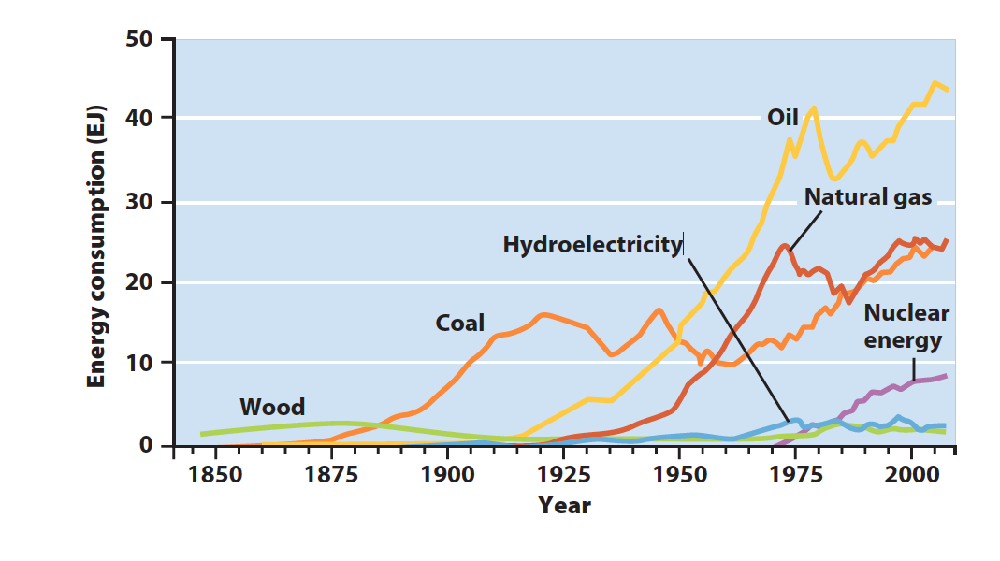 50
40
30
20
10
0
Energy consumption (EJ)
Oil
Natural gas
Hydroelectricity
Coal
Nuclear
energy
Wood
1850 1875 1900 1925 1950 1975 2000
Year